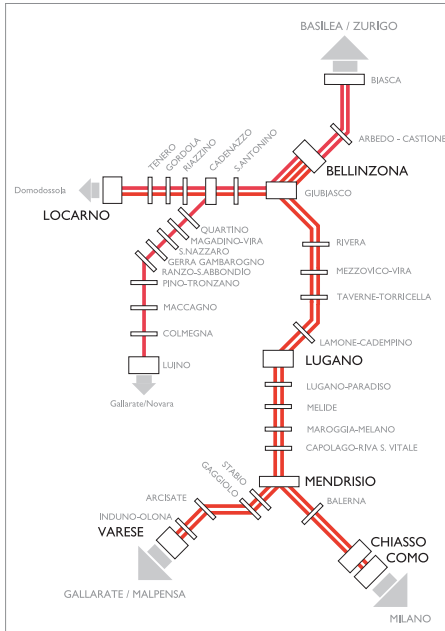 BASILEA / ZURIGO
BIASCA
ARBEDO - CASTIONE
BELLINZONA
TENERO
GORDOLA
RIAZZINO
CADENAZZO
S.ANTONINO
GIUBIASCO
Domodossola
LOCARNO
QUARTINO
MAGADINO-VIRA
S.NAZZARO
GERRA GAMBAROGNO
RANZO-S.ABBONDIO
PINO-TRONZANO
MACCAGNO
COLMEGNA
LUINO
Gallarate/Novara
RIVERA
MEZZOVICO-VIRA
TAVERNE-TORRICELLA
LAMONE-CADEMPINO
LUGANO
LUGANO-PARADISO
MELIDE
MAROGGIA-MELANO
CAPOLAGO-RIVA S. VITALE
MENDRISIO
STABIO
GAGGIOLO
ARCISATE
INDUNO-OLONA
VARESE
GALLARATE / MALPENSA
BALERNA
CHIASSO
COMO
MILANO